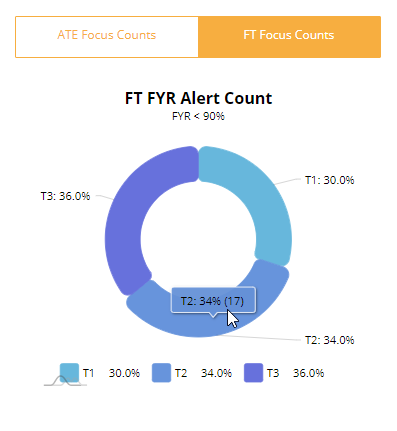 ATE Focus Counts
FT Focus Counts
FT FYR Alert Count
FYR < 90%
T1: 30.0%
T3: 36.0%
T2: 34% (17)
T2: 34.0%
T1 30.0% T2 34.0% T3 36.0%